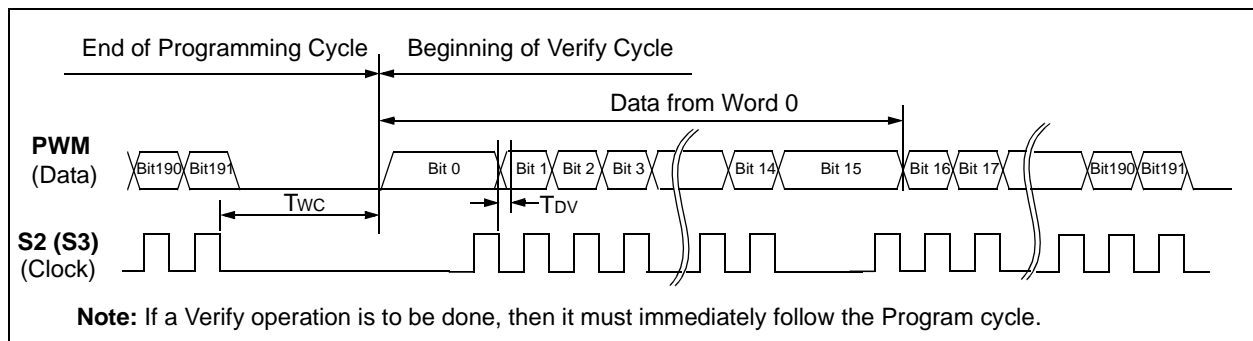 End of Programming Cycle
Beginning of Verify Cycle
Data from Word 0
PWM
(Data)
Bit190 Bit191 Bit 0 Bit 1 Bit 2 Bit 3 Bit 14 Bit 15 Bit 16 Bit 17 Bit190 Bit191
TWC
TDV
S2 (S3)
(Clock)
Note: If a Verify operation is to be done, then it must immediately follow the Program cycle.